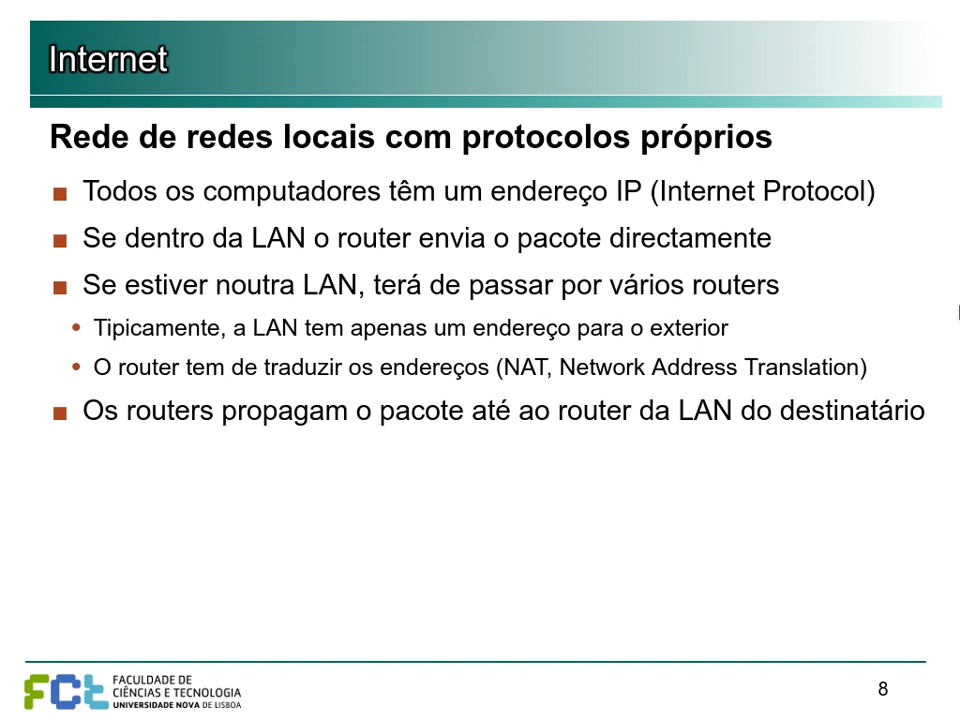 Internet
Rede de redes locais com protocolos próprios
Todos os computadores têm um endereço IP (Internet Protocol)
Se dentro da LAN o router envia o pacote directamente
Se estiver noutra LAN, terá de passar por vários routers
Tipicamente, a LAN tem apenas um endereço para o exterior
O router tem de traduzir os endereços (NAT, Network Address Translation)
Os routers propagam o pacote até ao router da LAN do destinatário
FCt
FACULDADE DE
CIÊNCIAS E TECNOLOGIA
UNIVERSIDADE NOVA DE LISBOA
8